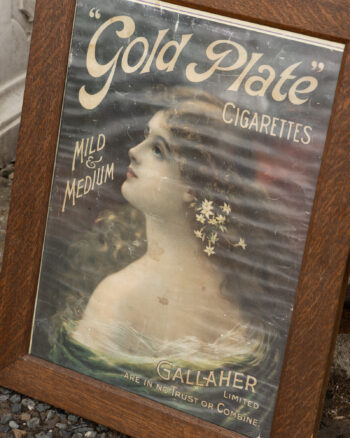 "Gold Plate"
CIGARETTES
MILD
&
MEDIUM
GALLAHER
LIMITED
ARE IN NO TRUST OR COMBINE